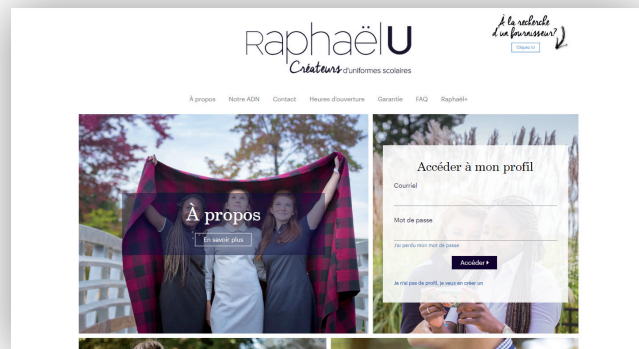 RaphaëlU
Créateurs d'uniformes scolaires
À la recherche
d'un fournisseur?
Cliquez ici
À propos Notre ADN Contact Heures d'ouverture Garantie FAQ Raphaël+
À propos
En savoir plus
Accéder à mon profil
Courriel
Mot de passe
J'ai perdu mon mot de passe
Accéder
Je n'ai pas de profil, je veux en créer un